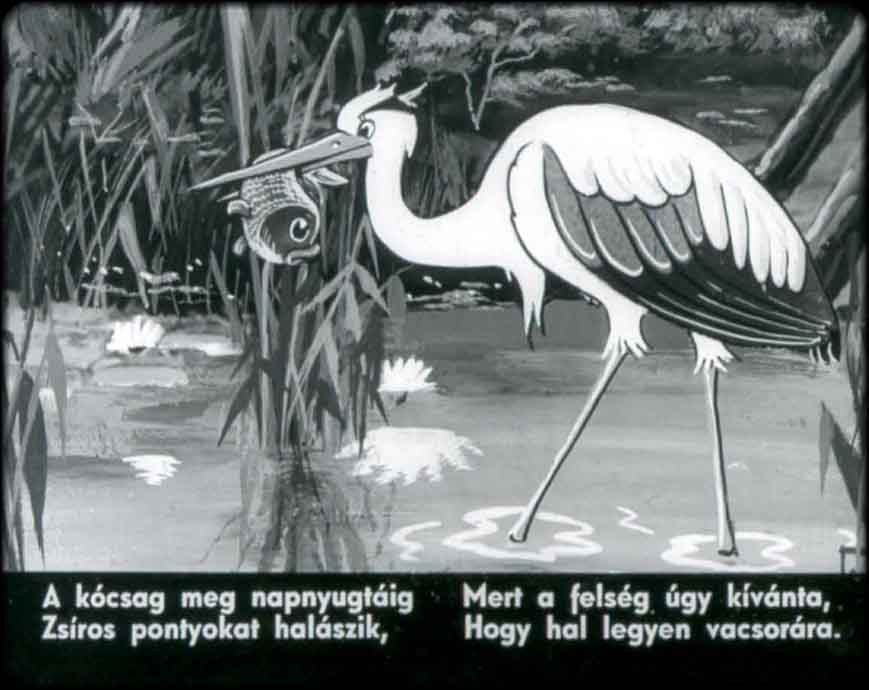 A kócsag meg napnyugtáig
Zsíros pontyokat halászik,
Mert a felség úgy kívánta,
Hogy hal legyen vacsorára.